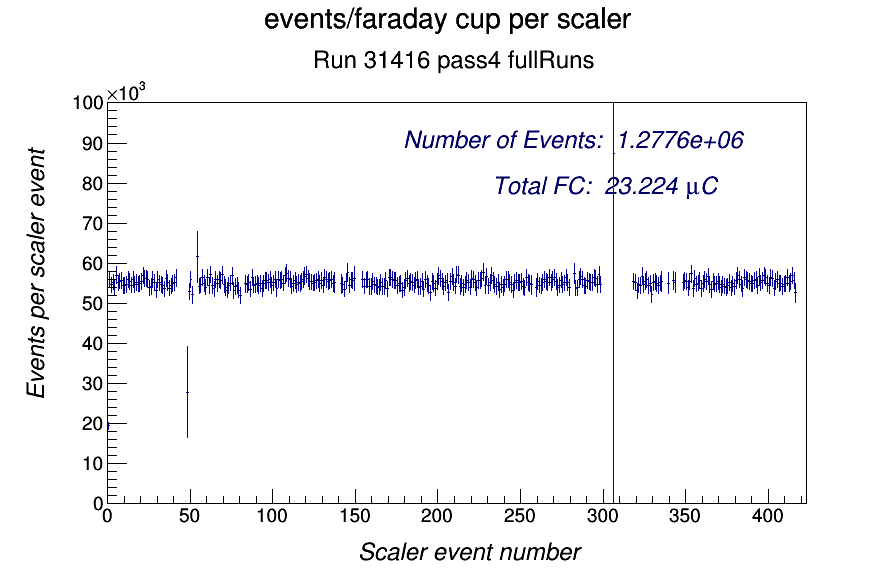 events/faraday cup per scaler
Run 31416 pass4 fullRuns
×10³
Number of Events: 1.2776e+06
Total FC: 23.224 μC
Events per scaler event
100
90
80
70
60
50
40
30
20
10
0
0 50 100 150 200 250 300 350 400
Scaler event number